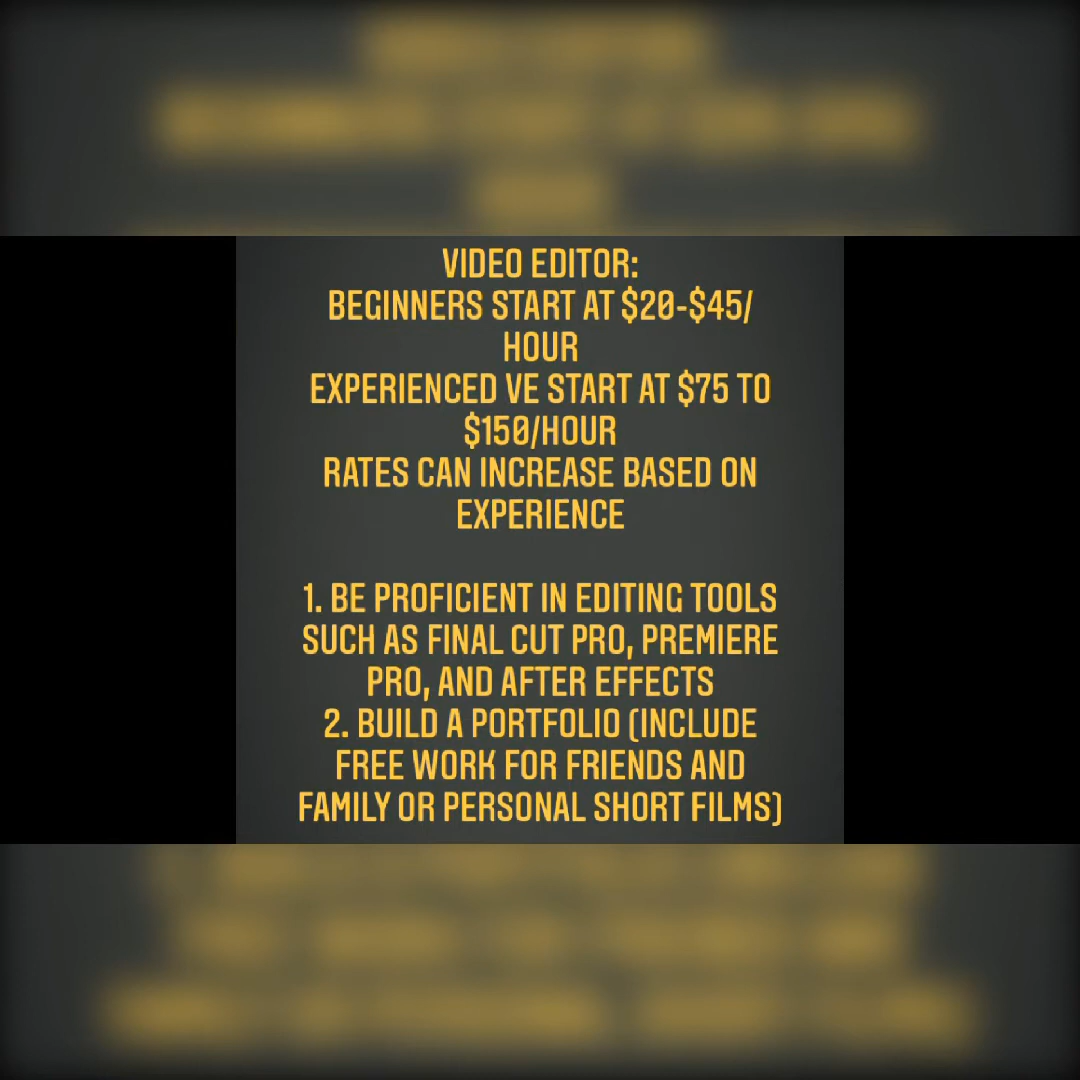 VIDEO EDITOR:
BEGINNERS START AT $20-$45/
HOUR
EXPERIENCED VE START AT $75 TO
$150/HOUR
RATES CAN INCREASE BASED ON
EXPERIENCE
1. BE PROFICIENT IN EDITING TOOLS
SUCH AS FINAL CUT PRO, PREMIERE
PRO, AND AFTER EFFECTS
2. BUILD A PORTFOLIO (INCLUDE
FREE WORK FOR FRIENDS AND
FAMILY OR PERSONAL SHORT FILMS)